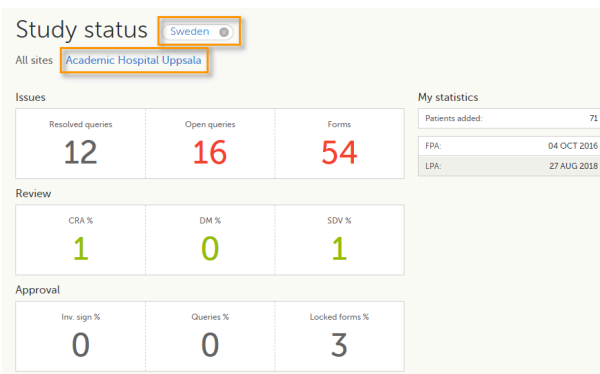 Study status Sweden
All sites Academic Hospital Uppsala
Issues
Resolved queries Open queries Forms
12 16 54
Review
CRA % DM % SDV %
1 0 1
Approval
Inv. sign % Queries % Locked forms %
0 0 3
My statistics
Patients added: 71
FPA: 04 OCT 2016
LPA: 27 AUG 2018